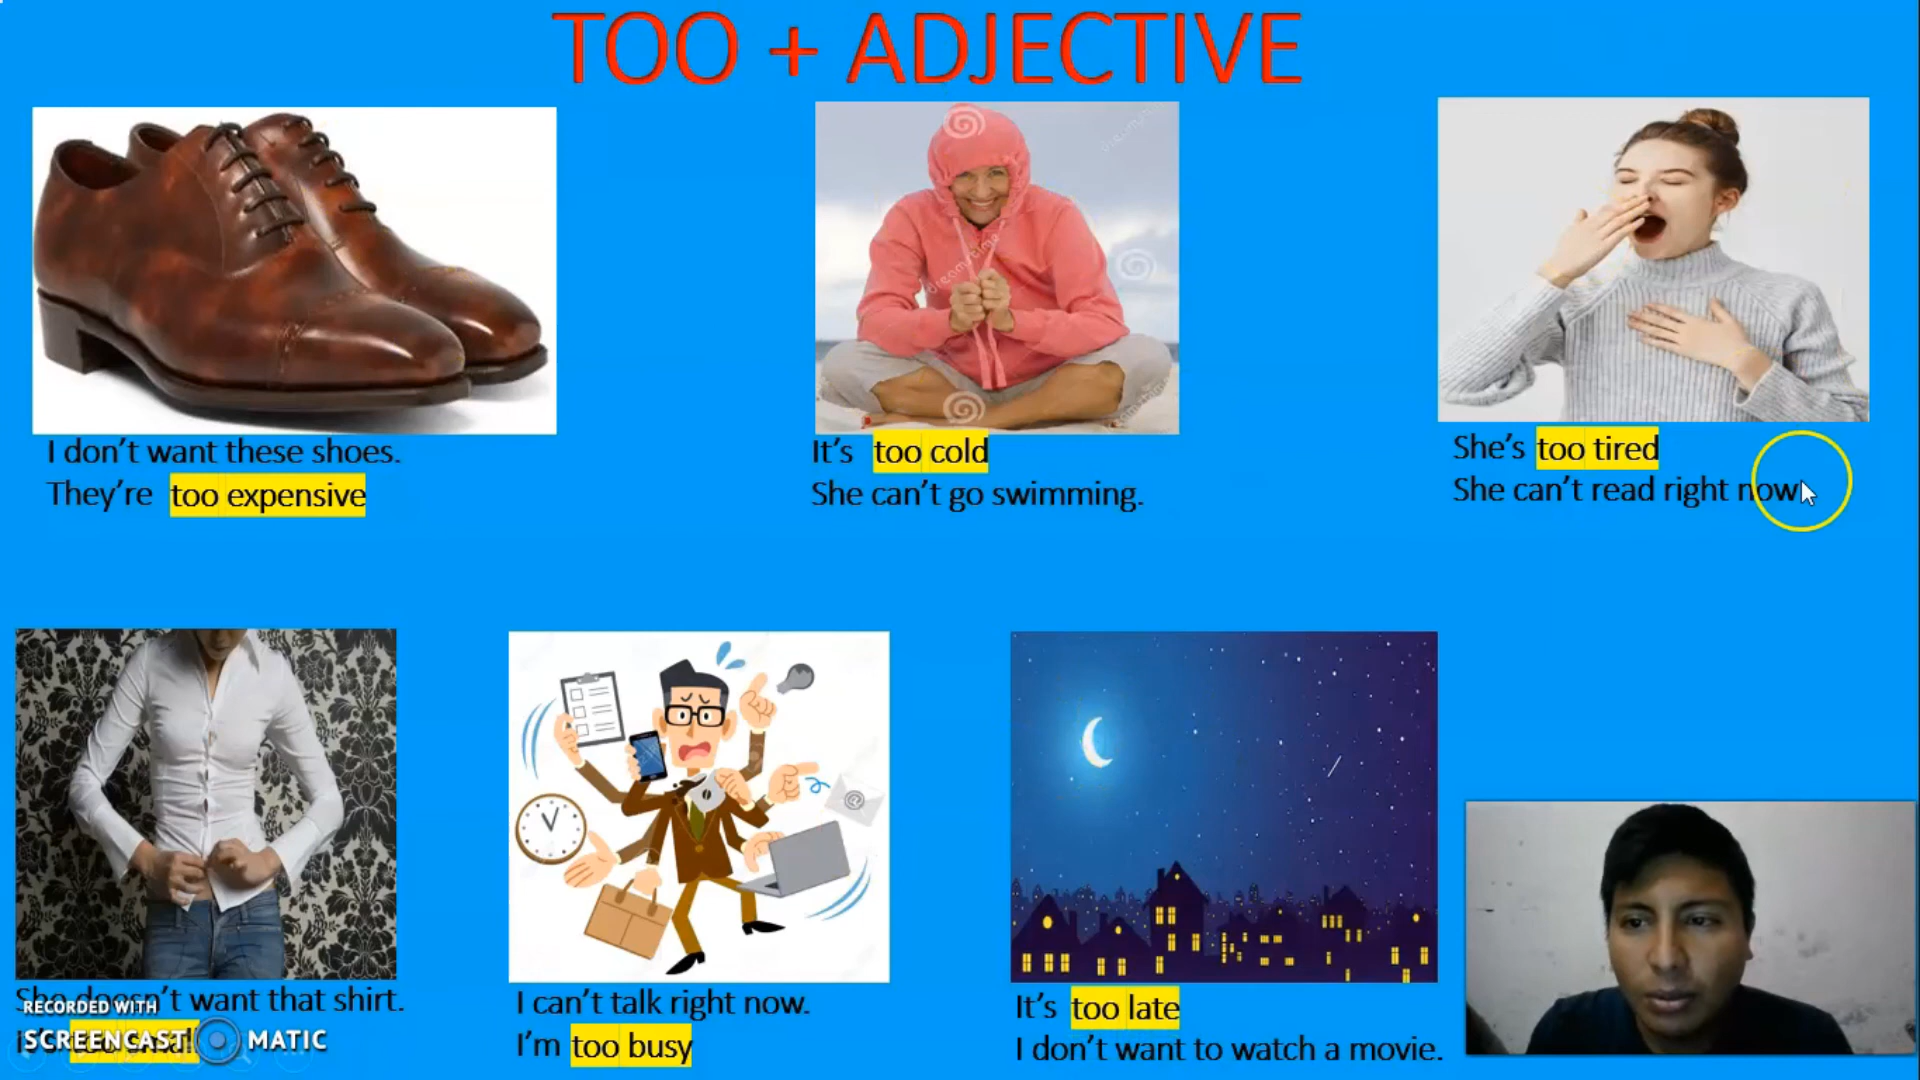 TOO + ADJECTIVE
I don't want these shoes.
They're too expensive
It's too cold
She can't go swimming.
She's too tired
She can't read right now
She doesn't want that shirt.
RECORDED WITH
SCREENCAST MATIC
I can't talk right now.
I'm too busy
It's too late
I don't want to watch a movie.